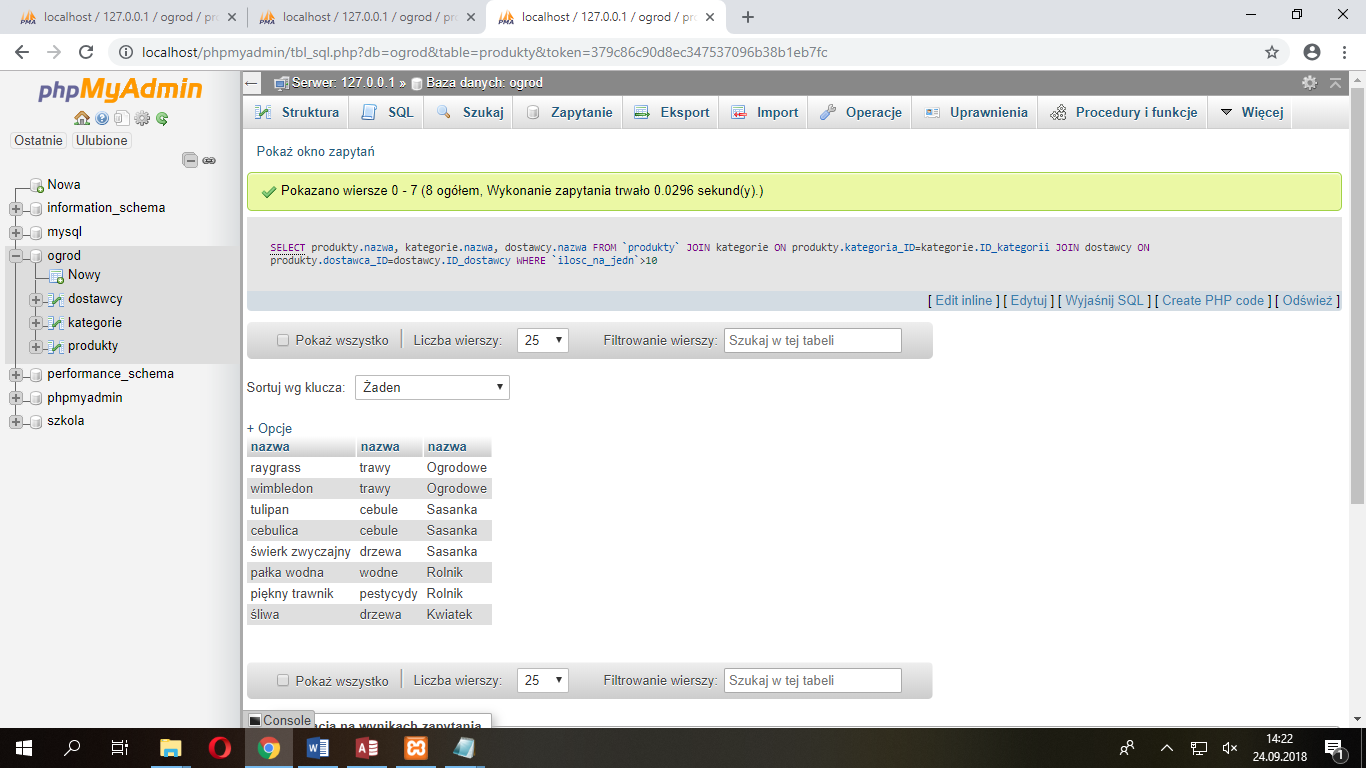 localhost / 127.0.0.1 / ogrod / pro
localhost / 127.0.0.1 / ogrod / pro
localhost / 127.0.0.1 / ogrod / pr
localhost/phpmyadmin/tbl_sql.php?db=ogrod&table=produkty&token=379c86c90d8ec347537096b38b1eb7fc
phpMyAdmin
Ostatnie Ulubione
Nowa
information_schema
mysql
ogrod
Nowy
dostawcy
kategorie
produkty
performance_schema
phpmyadmin
szkola
Serwer: 127.0.0.1 » Baza danych: ogrod
Struktura SQL Szukaj Zapytanie Eksport Import Operacje Uprawnienia Procedury i funkcje Więcej
Pokaż okno zapytań
Pokazano wiersze 0 - 7 (8 ogółem, Wykonanie zapytania trwało 0.0296 sekund(y).)
SELECT produkty.nazwa, kategorie.nazwa, dostawcy.nazwa FROM `produkty` JOIN kategorie ON produkty.kategoria_ID=kategorie.ID_kategorii JOIN dostawcy ON
produkty.dostawca_ID=dostawcy.ID_dostawcy WHERE `ilosc_na_jedn`>10
[ Edit inline ] [ Edytuj ] [ Wyjaśnij SQL ] [ Create PHP code ] [ Odśwież ]
Pokaż wszystko Liczba wierszy: 25 Filtrowanie wierszy: Szukaj w tej tabeli
Sortuj wg klucza: Żaden
+ Opcje
nazwa nazwa nazwa
raygrass trawy Ogrodowe
wimbledon trawy Ogrodowe
tulipan cebule Sasanka
cebulica cebule Sasanka
świerk zwyczajny drzewa Sasanka
pałka wodna wodne Rolnik
piękny trawnik pestycydy Rolnik
śliwa drzewa Kwiatek
Pokaż wszystko Liczba wierszy: 25 Filtrowanie wierszy: Szukaj w tej tabeli
Console na wynikach zapytania
14:22
24.09.2018